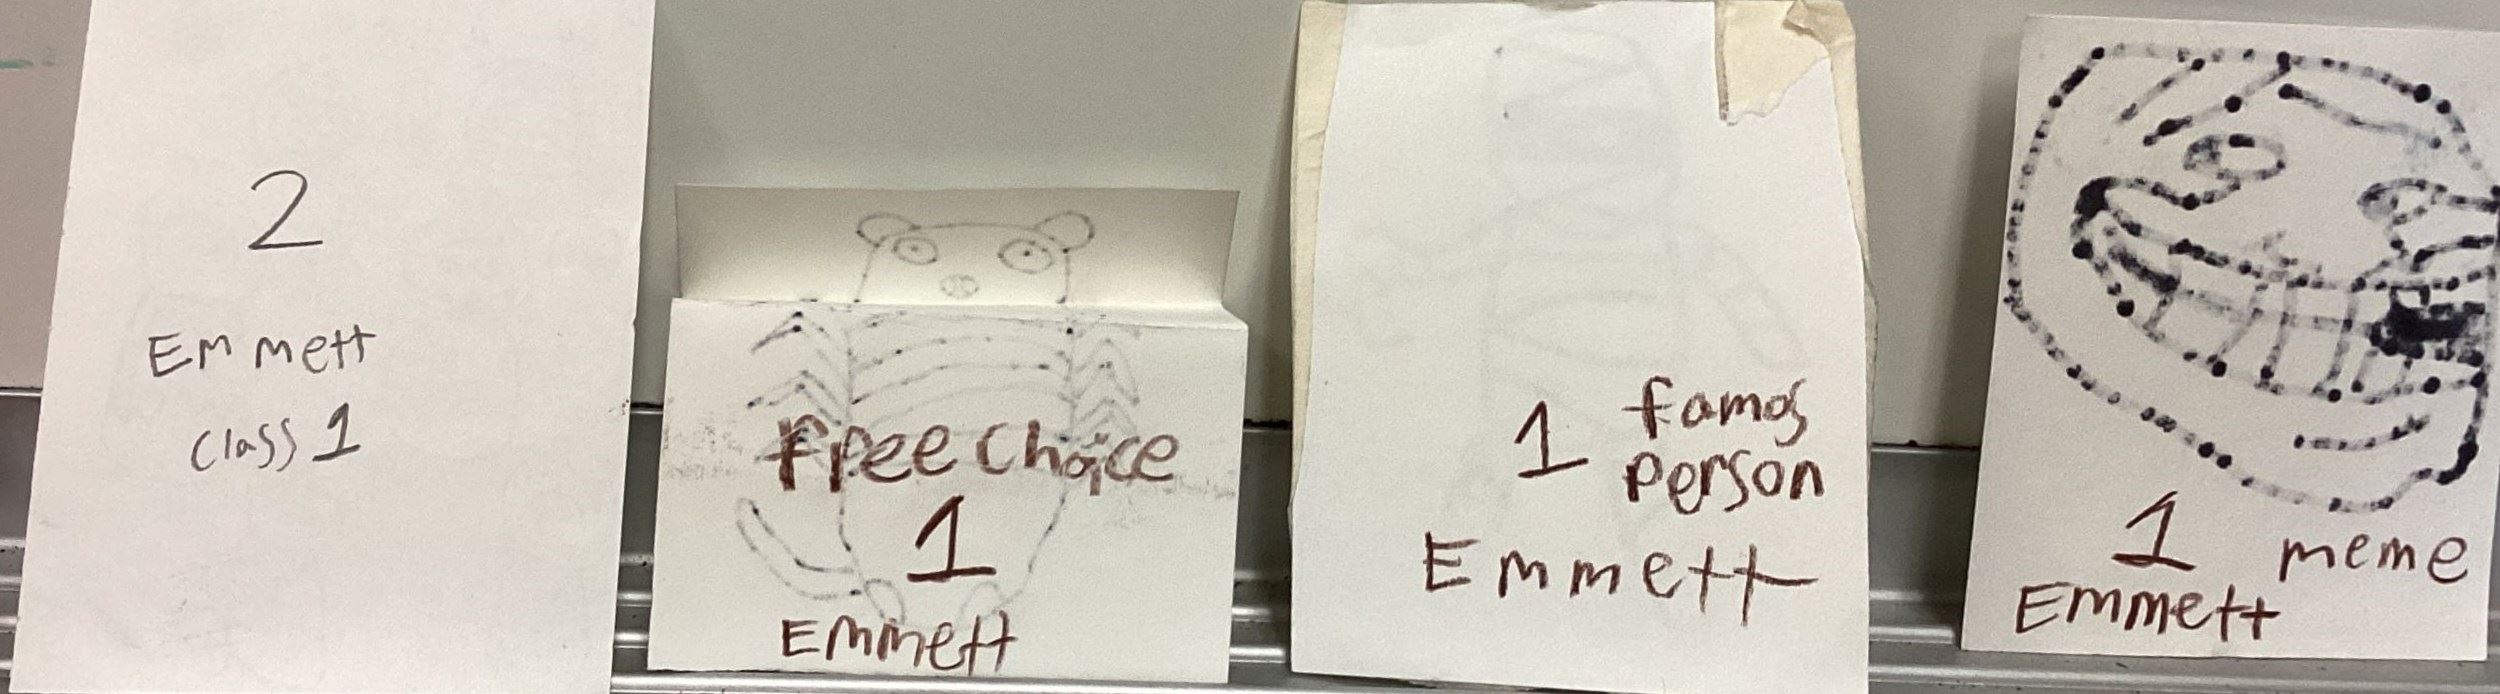 2
Emmett
Class 1
free choice
1
Emmett
1 famos
person
Emmett
1 meme
Emmett